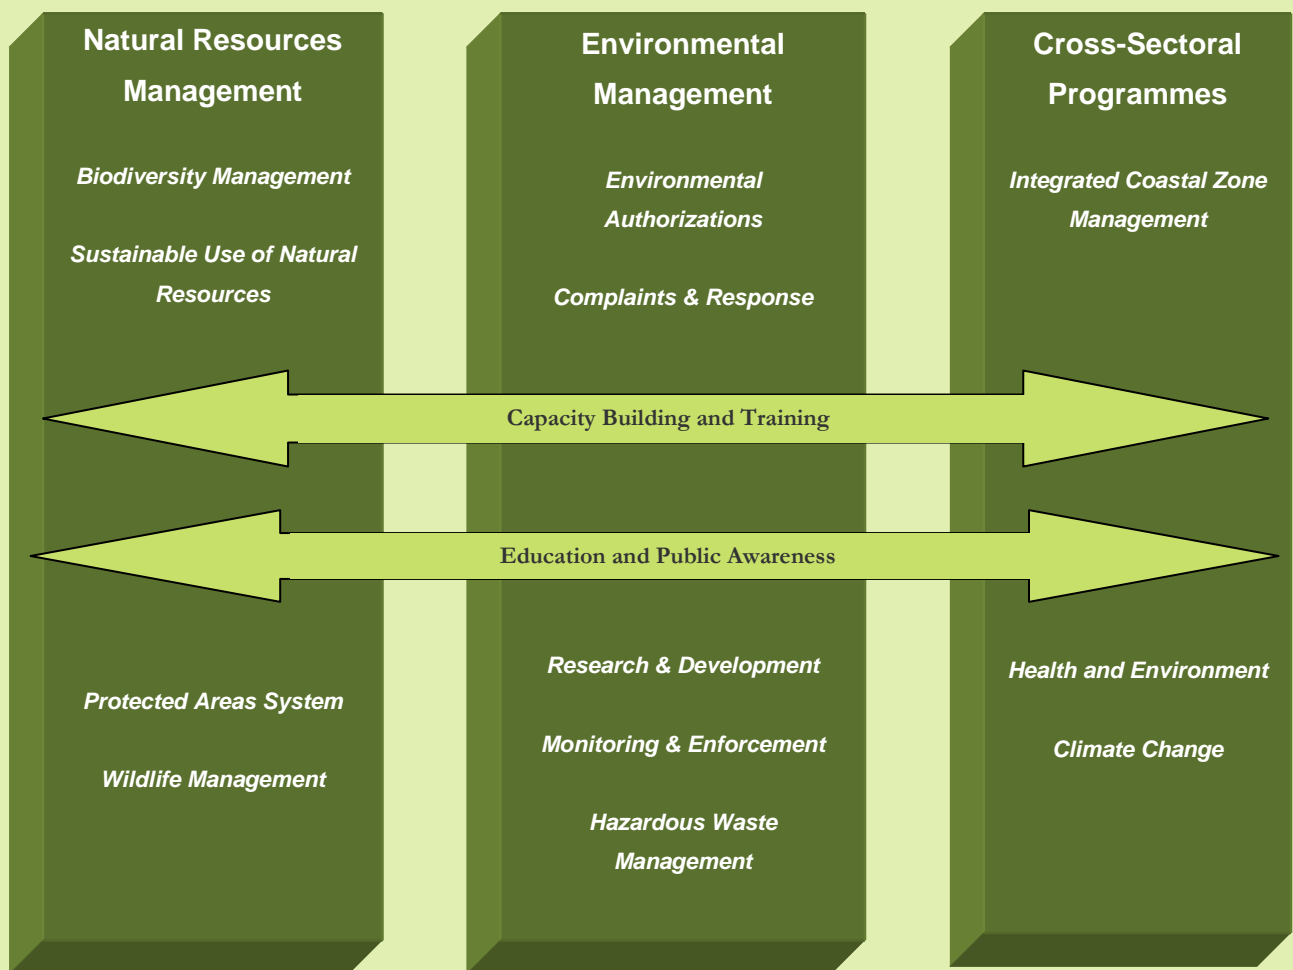 Natural Resources
Management
Biodiversity Management
Sustainable Use of Natural
Resources
Environmental
Management
Environmental
Authorizations
Complaints & Response
Cross-Sectoral
Programmes
Integrated Coastal Zone
Management
Capacity Building and Training
Education and Public Awareness
Protected Areas System
Wildlife Management
Research & Development
Monitoring & Enforcement
Hazardous Waste
Management
Health and Environment
Climate Change